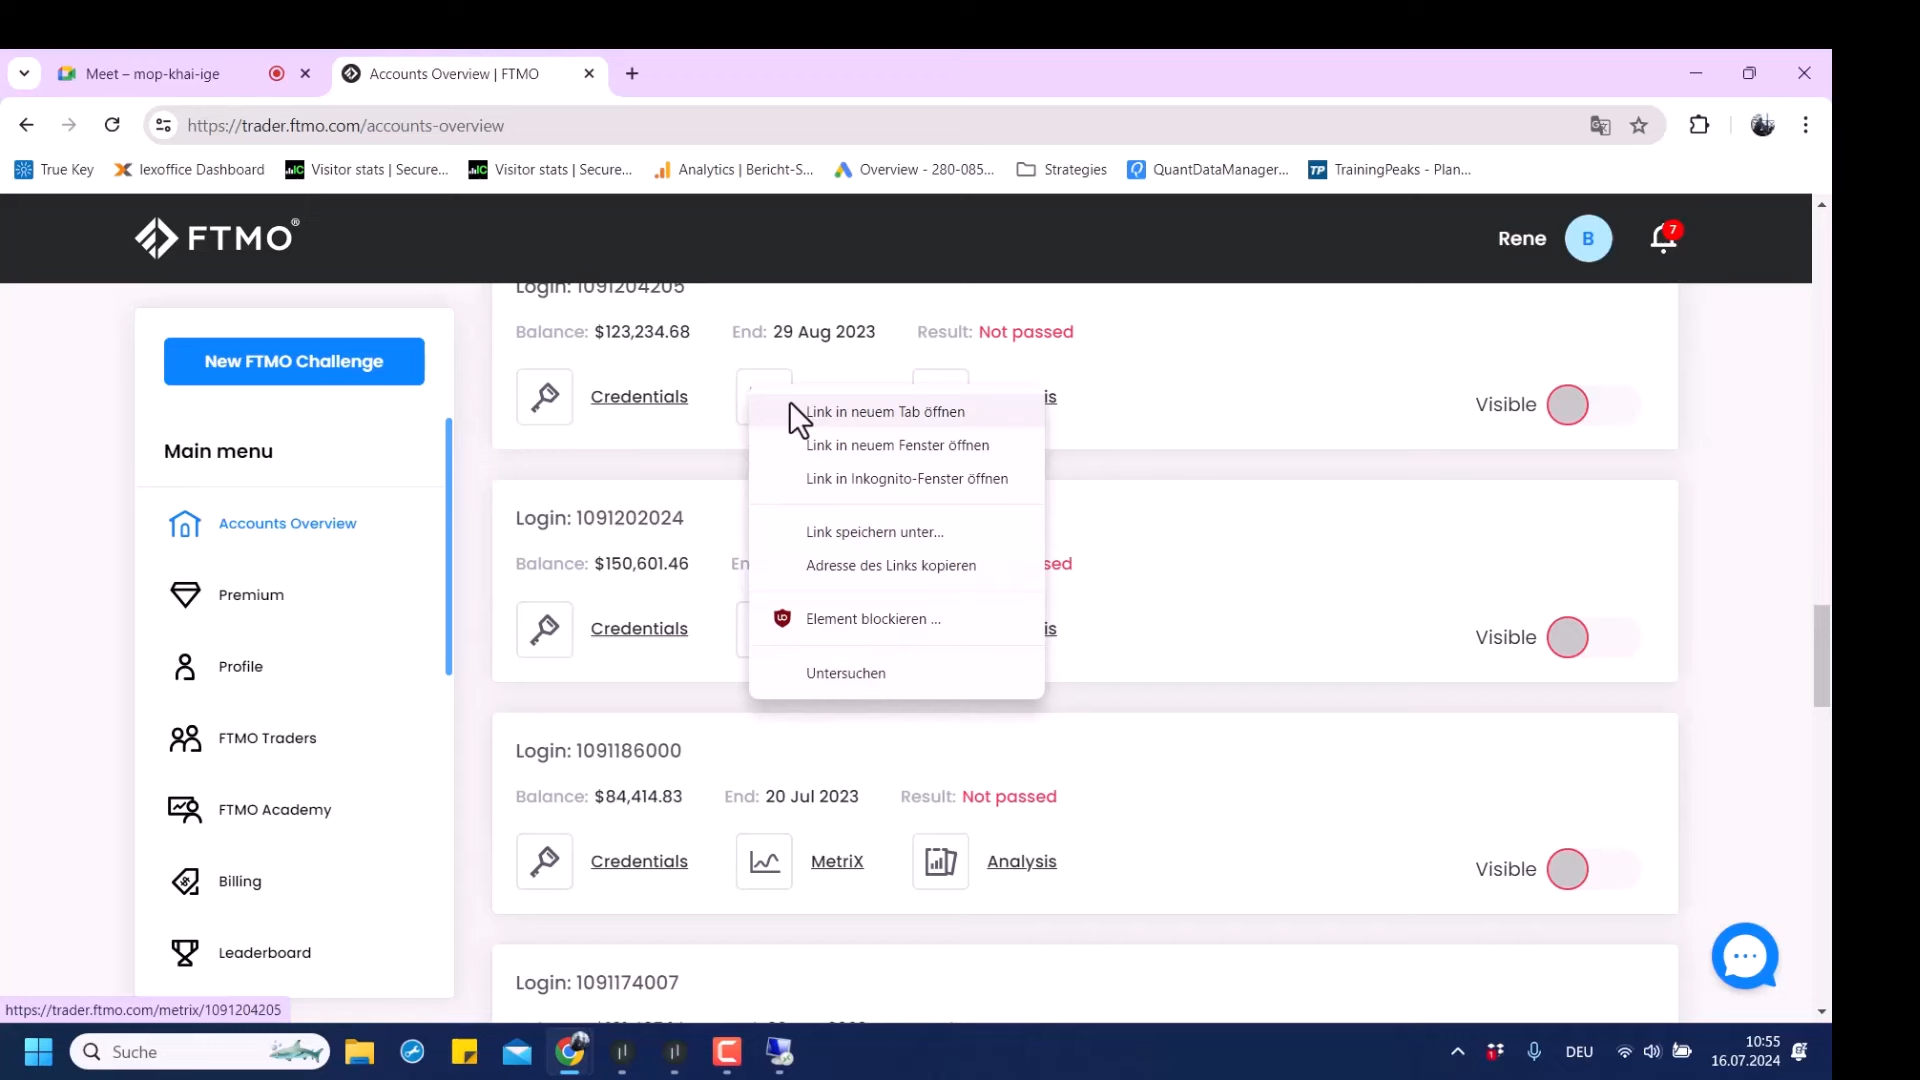 Meet – mop-khai-ige
Accounts Overview | FTMO
https://trader.ftmo.com/accounts-overview
True Key
lexoffice Dashboard
Visitor stats | Secure...
Visitor stats | Secure...
Analytics | Bericht-S...
Overview - 280-085...
Strategies
QuantDataManager...
TrainingPeaks - Plan...
FTMO®
Rene
B
7
New FTMO Challenge
Main menu
Accounts Overview
Premium
Profile
FTMO Traders
FTMO Academy
Billing
Leaderboard
Login: 1091204205
Balance: $123,234.68 End: 29 Aug 2023 Result: Not passed
Credentials
is
Visible
Login: 1091202024
Balance: $150,601.46 En sed
Credentials
is
Visible
Link in neuem Tab öffnen
Link in neuem Fenster öffnen
Link in Inkognito-Fenster öffnen
Link speichern unter...
Adresse des Links kopieren
Element blockieren ...
Untersuchen
Login: 1091186000
Balance: $84,414.83 End: 20 Jul 2023 Result: Not passed
Credentials MetriX Analysis
Visible
Login: 1091174007
https://trader.ftmo.com/metrix/1091204205
Suche
DEU
10:55
16.07.2024